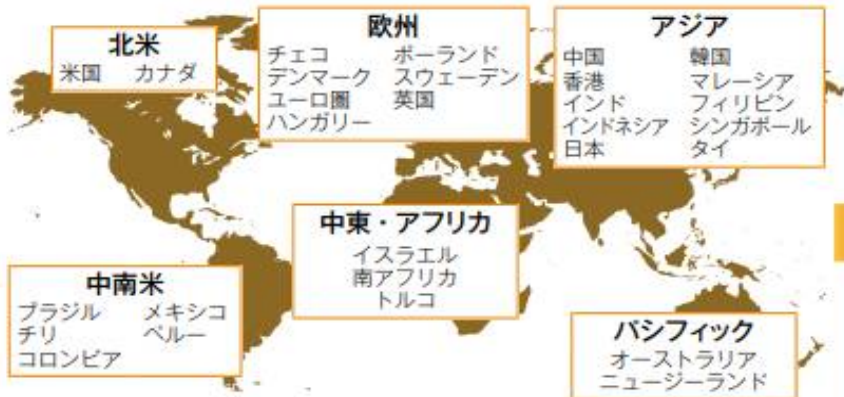 北米
米国 カナダ
欧州
チェコ ポーランド
デンマーク スウェーデン
ユーロ圏 英国
ハンガリー
アジア
中国 韓国
香港 マレーシア
インド フィリピン
インドネシア シンガポール
日本 タイ
中東・アフリカ
イスラエル
南アフリカ
トルコ
中南米
ブラジル メキシコ
チリ ペルー
コロンビア
パシフィック
オーストラリア
ニュージーランド